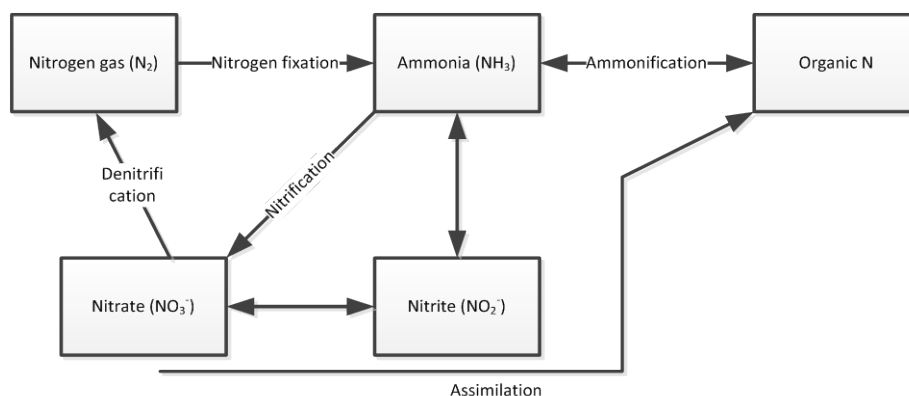 Nitrogen gas (N₂)
Nitrogen fixation
Ammonia (NH₃)
Ammonification
Organic N
Denitrifi
cation
Nitrification
Nitrate (NO₃⁻)
Nitrite (NO₂⁻)
Assimilation